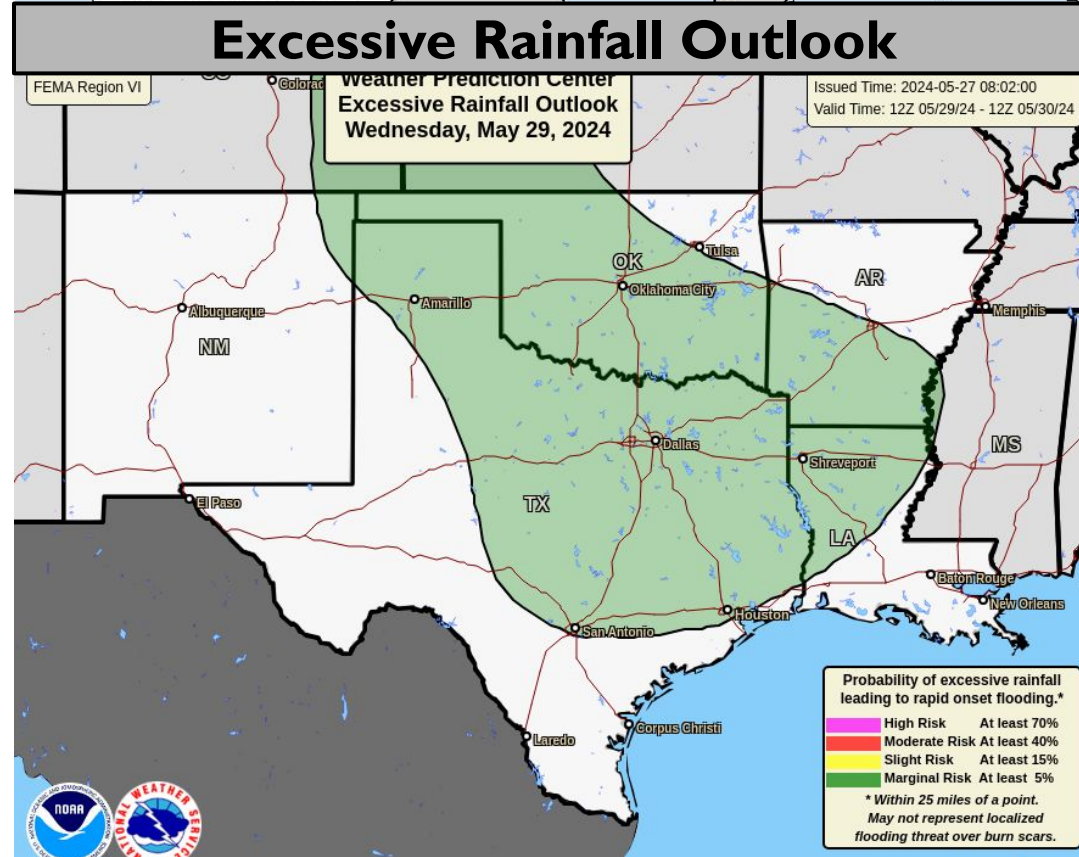 Excessive Rainfall Outlook
FEMA Region VI
Weather Prediction Center
Excessive Rainfall Outlook
Wednesday, May 29, 2024
Issued Time: 2024-05-27 08:02:00
Valid Time: 12Z 05/29/24 - 12Z 05/30/24
Colorad
Tulsa
OK
Oklahoma City
AR
Amarillo
Albuquerque
Memphis
NM
Dallas
MS
Shreveport
El Paso
TX
LA
Baton Rouge
New Orleans
Houston
San Antonio
Corpus Christi
Laredo
Probability of excessive rainfall
leading to rapid onset flooding.*
High Risk At least 70%
Moderate Risk At least 40%
Slight Risk At least 15%
Marginal Risk At least 5%
* Within 25 miles of a point.
May not represent localized
flooding threat over burn scars.
NOAA
NATIONAL WEATHER SERVICE